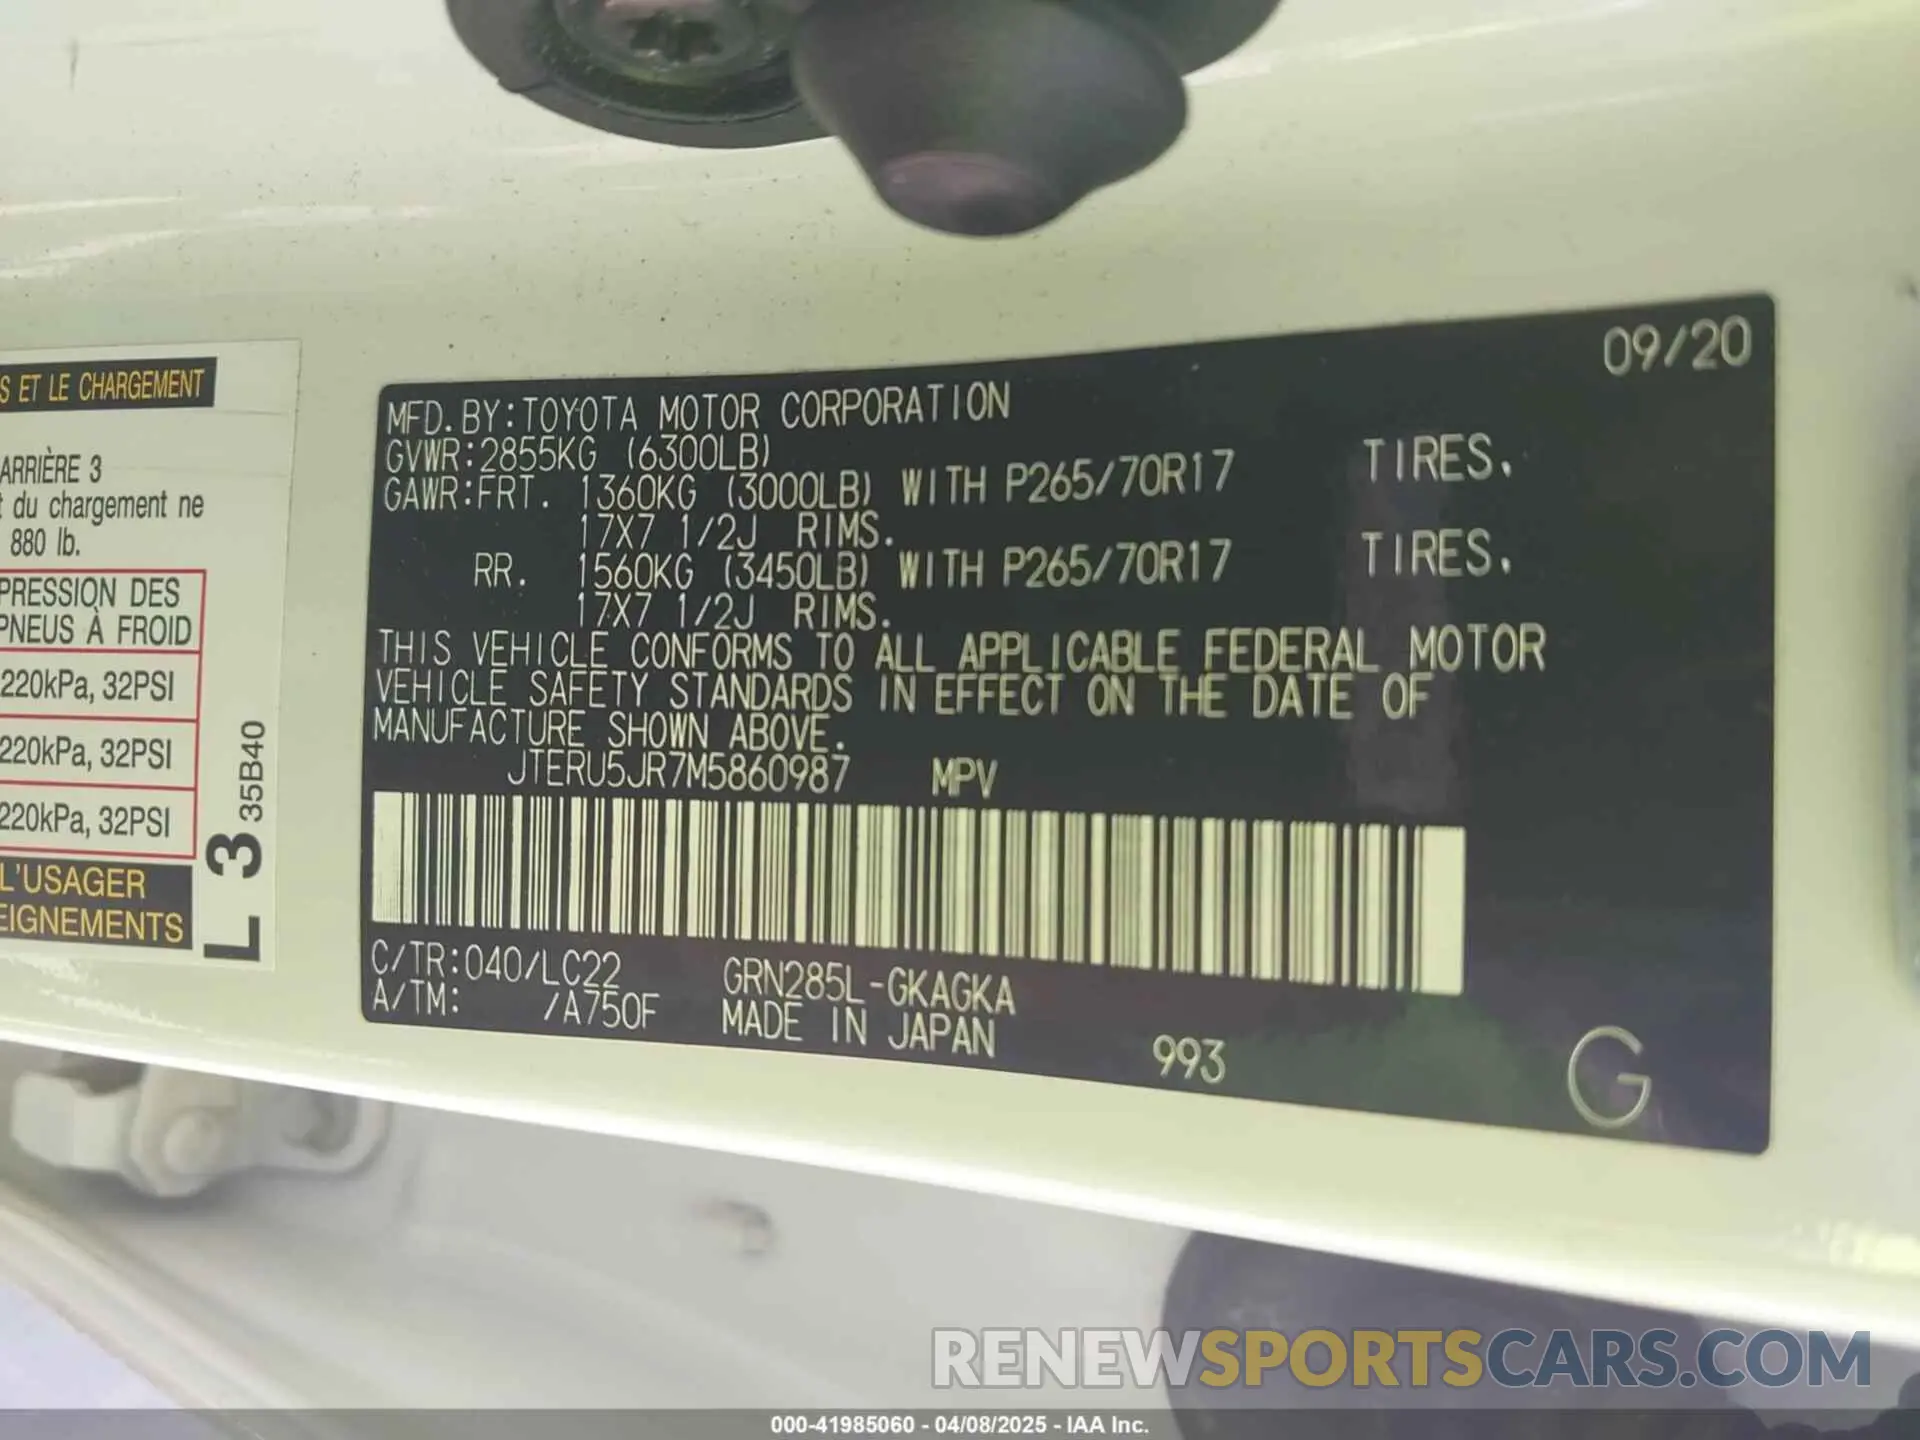 S ET LE CHARGEMENT
ARRIÈRE 3
t du chargement ne
880 lb.
PRESSION DES
PNEUS À FROID
220kPa, 32PSI
220kPa, 32PSI
220kPa, 32PSI
L'USAGER
EIGNEMENTS
L 3 35B40
09/20
MFD.BY:TOYOTA MOTOR CORPORATION
GVWR:2855KG (6300LB)
GAWR:FRT. 1360KG (3000LB) WITH P265/70R17 TIRES.
17X7 1/2J RIMS.
RR. 1560KG (3450LB) WITH P265/70R17 TIRES.
17X7 1/2J RIMS.
THIS VEHICLE CONFORMS TO ALL APPLICABLE FEDERAL MOTOR
VEHICLE SAFETY STANDARDS IN EFFECT ON THE DATE OF
MANUFACTURE SHOWN ABOVE.
JTERU5JR7M5860987 MPV
C/TR:040/LC22 GRN285L-GKAGKA
A/TM: /A750F MADE IN JAPAN
993
G
RENEWSPORTSCARS.COM
000-41985060 - 04/08/2025 - IAA Inc.